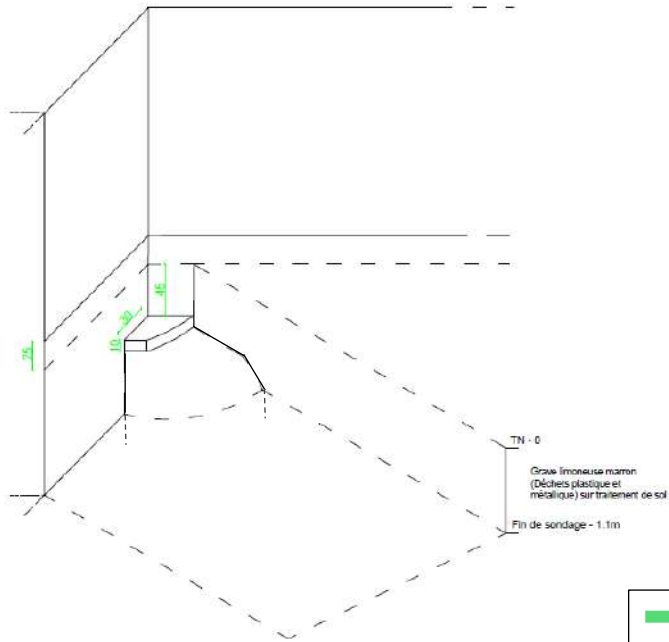 45
30
10
25
TN - 0
Grave limoneuse marron
(Déchets plastique et
métallique) sur traitement de sol
Fin de sondage - 1.1m